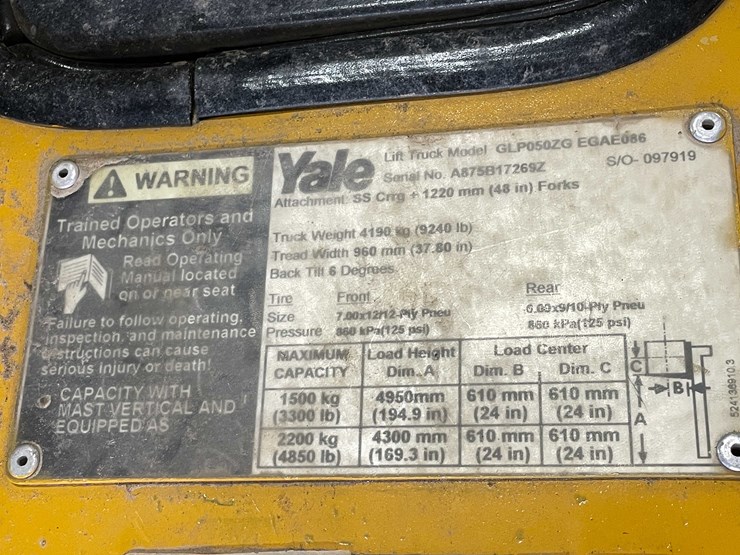 WARNING
Trained Operators and
Mechanics Only
Read Operating
Manual located
on or near seat
Failure to follow operating,
inspection, and maintenance
instructions can cause
serious injury or death!
CAPACITY WITH
MAST VERTICAL AND
EQUIPPED AS
Yale
Lift Truck Model GLP050ZG EGAE086
Serial No. A875B17269Z S/O- 097919
Attachment SS Crrg + 1220 mm (48 in) Forks
Truck Weight 4190 kg (9240 lb)
Tread Width 960 mm (37.80 in)
Back Tilt 6 Degrees
Tire Front Rear
Size 7.00x12/12-Ply Pneu 6.00x9/10-Ply Pneu
Pressure 860 kPa(125 psi) 860 kPa(125 psi)
MAXIMUM CAPACITY Load Height Dim. A Load Center Dim. B Dim. C
1500 kg 4950mm 610 mm 610 mm
(3300 lb) (194.9 in) (24 in) (24 in)
2200 kg 4300 mm 610 mm 610 mm
(4850 lb) (169.3 in) (24 in) (24 in)
C
B
A
524136910.3